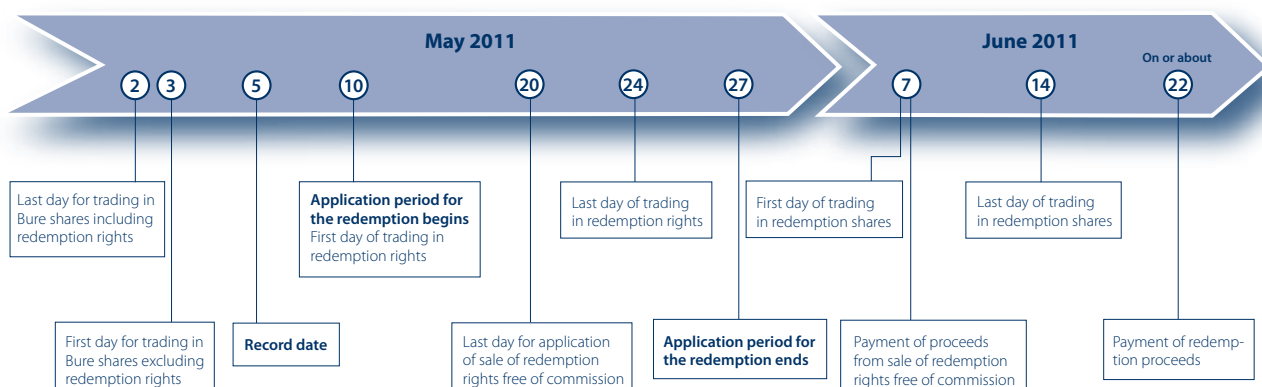 May 2011
June 2011
On or about
2
3
5
10
20
24
27
7
14
22
Last day for trading in
Bure shares including
redemption rights
Application period for
the redemption begins
First day of trading in
redemption rights
Last day of trading
in redemption rights
First day of trading
in redemption shares
Last day of trading
in redemption shares
First day for trading in
Bure shares excluding
redemption rights
Record date
Last day for application
of sale of redemption
rights free of commission
Application period for
the redemption ends
Payment of proceeds
from sale of redemption
rights free of commission
Payment of redemp-
tion proceeds